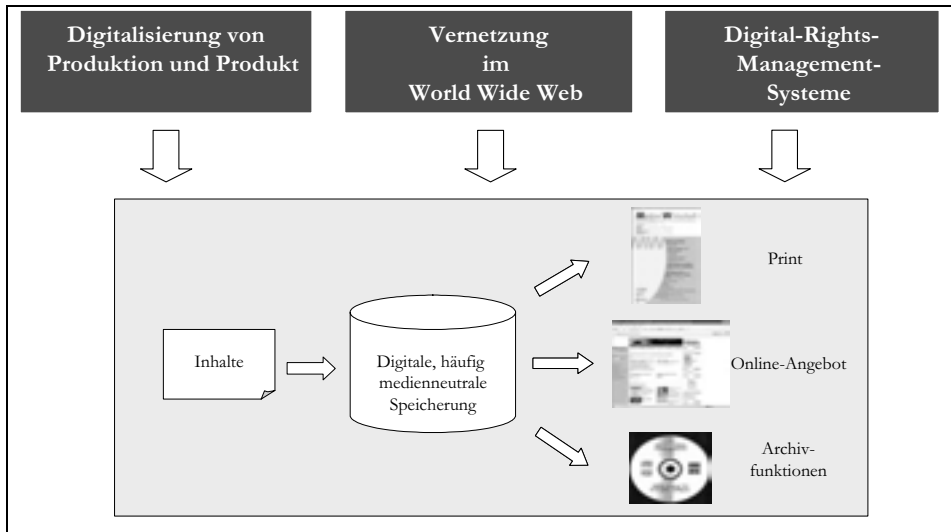 Digitalisierung von
Produktion und Produkt
Vernetzung
im
World Wide Web
Digital-Rights-
Management-
Systeme
Inhalte
Digitale, häufig
medienneutrale
Speicherung
Print
Online-Angebot
Archiv-
funktionen